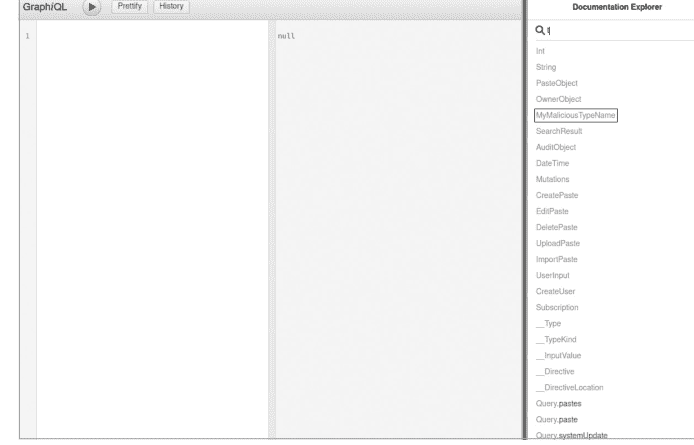 GraphiQL
Prettify
History
1
null
Documentation Explorer
t
Int
String
PasteObject
OwnerObject
MyMaliciousTypeName
SearchResult
AuditObject
DateTime
Mutations
CreatePaste
EditPaste
DeletePaste
UploadPaste
ImportPaste
UserInput
CreateUser
Subscription
__Type
__TypeKind
__InputValue
__Directive
__DirectiveLocation
Query.pastes
Query.paste
Query.systemUpdate